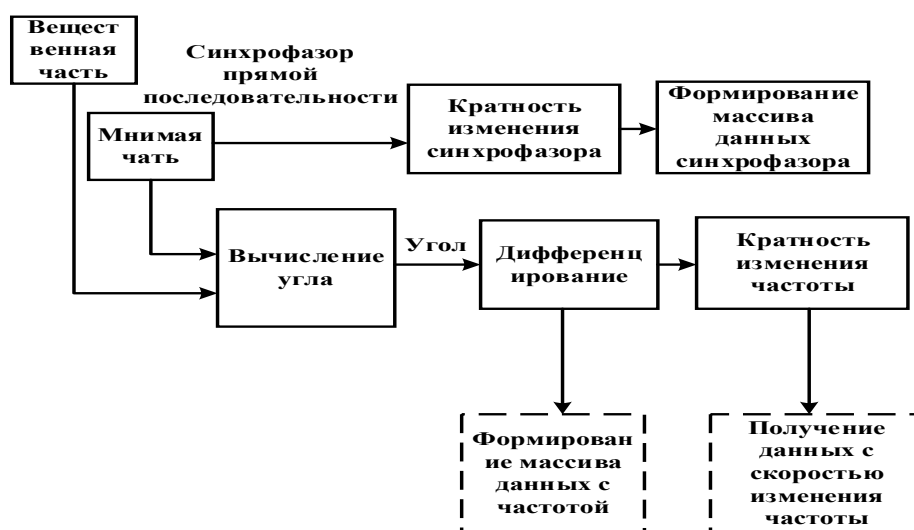 Вещест
венная
часть
Синхрофазор
прямой
последовательности
Мнимая
чать
Кратность
изменения
синхрофазора
Формирование
массива
данных
синхрофазора
Вычисление
угла
Угол
Дифференц
ирование
Кратность
изменения
частоты
Формирован
ие массива
данных с
частотой
Получение
данных с
скоростью
изменения
частоты